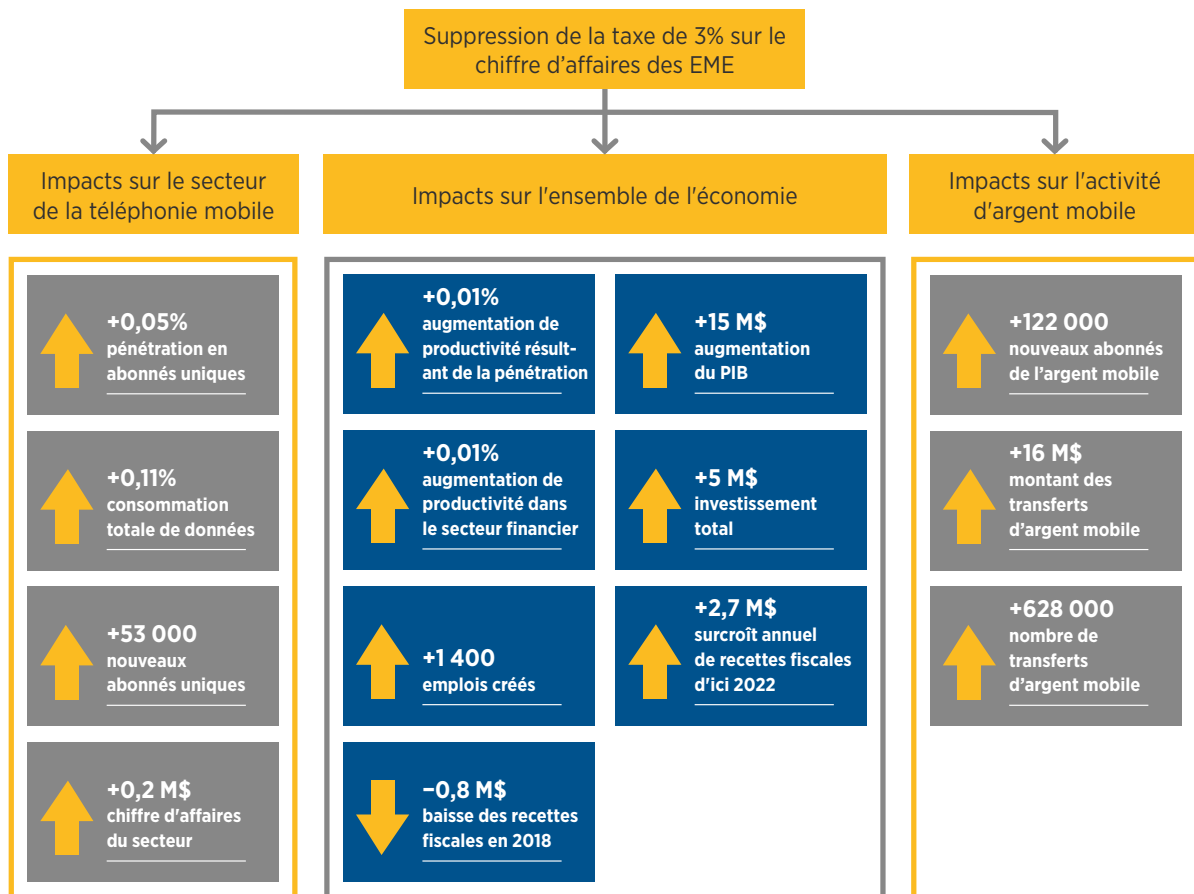 Suppression de la taxe de 3% sur le
chiffre d’affaires des EME
Impacts sur le secteur
de la téléphonie mobile
+0,05%
pénétration en
abonnés uniques
+0,11%
consommation
totale de données
+53 000
nouveaux
abonnés uniques
+0,2 M$
chiffre d'affaires
du secteur
Impacts sur l'ensemble de l'économie
+0,01%
augmentation de
productivité résult-
ant de la pénétration
+15 M$
augmentation
du PIB
+0,01%
augmentation de
productivité dans
le secteur financier
+5 M$
investissement
total
+1 400
emplois créés
+2,7 M$
surcroît annuel
de recettes fiscales
d'ici 2022
−0,8 M$
baisse des recettes
fiscales en 2018
Impacts sur l'activité
d'argent mobile
+122 000
nouveaux abonnés
de l’argent mobile
+16 M$
montant des
transferts
d’argent mobile
+628 000
nombre de
transferts
d’argent mobile